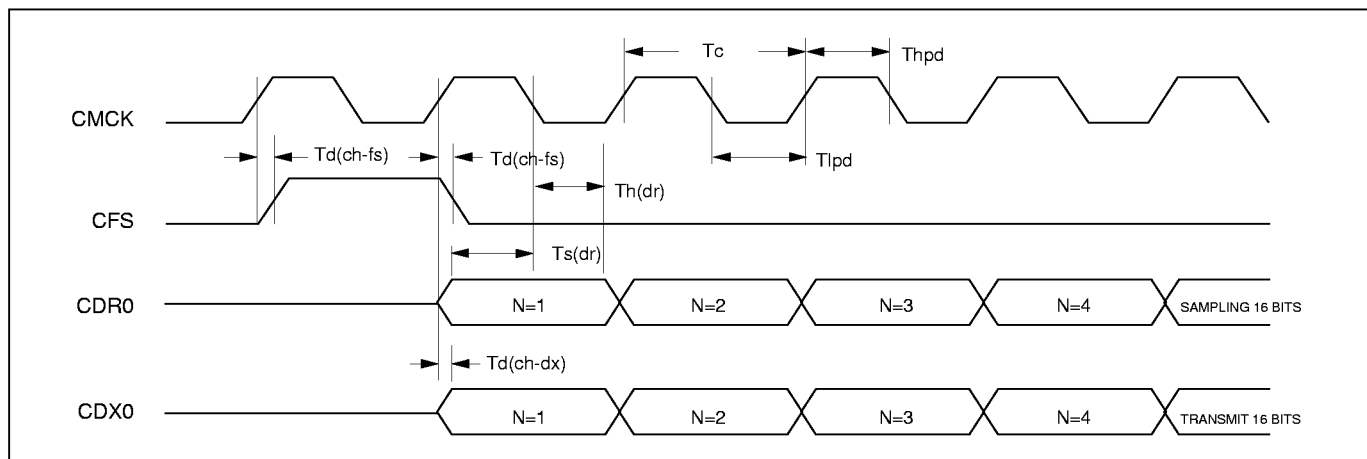 Tc
Thpd
CMCK
Td(ch-fs)
Td(ch-fs)
Tlpd
Th(dr)
CFS
Ts(dr)
CDR0
N=1
N=2
N=3
N=4
SAMPLING 16 BITS
Td(ch-dx)
CDX0
N=1
N=2
N=3
N=4
TRANSMIT 16 BITS